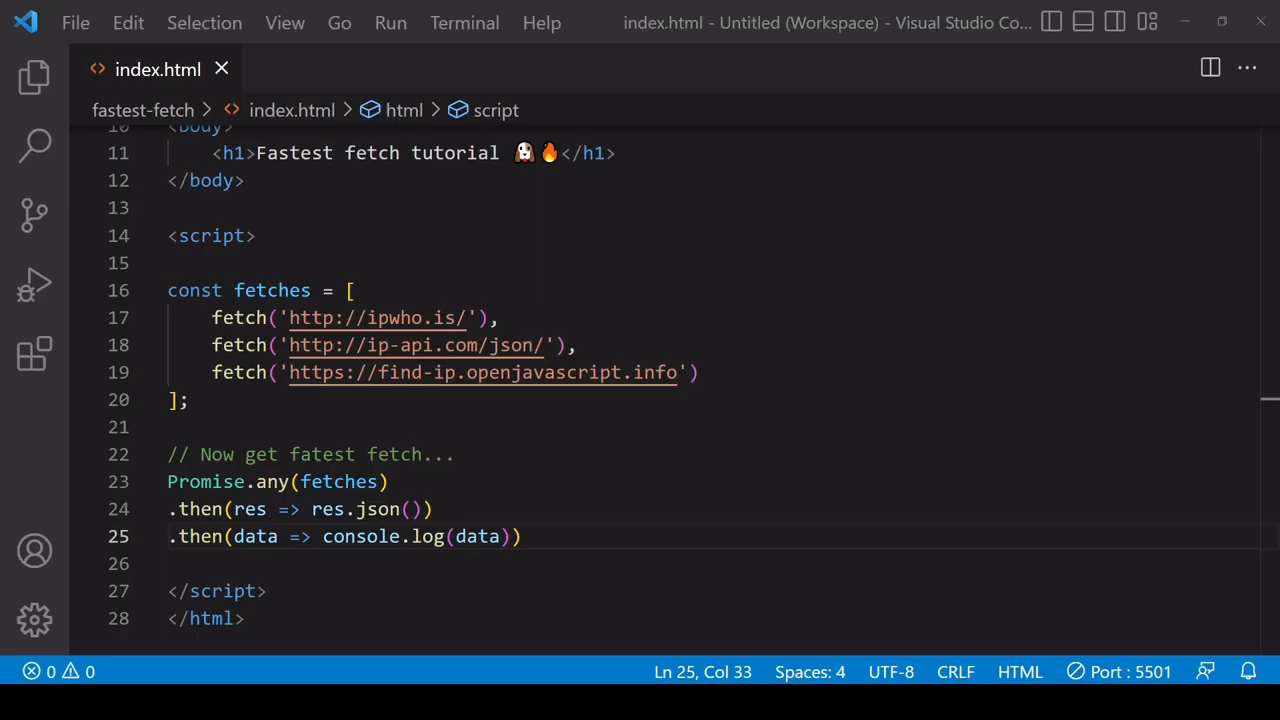 File Edit Selection View Go Run Terminal Help index.html - Untitled (Workspace) - Visual Studio Co...
index.html
fastest-fetch > index.html > html > script
10 <body>
11 <h1>Fastest fetch tutorial 🐶🔥</h1>
12 </body>
13
14 <script>
15
16 const fetches = [
17 fetch('http://ipwho.is/'),
18 fetch('http://ip-api.com/json/'),
19 fetch('https://find-ip.openjavascript.info')
20 ];
21
22 // Now get fatest fetch...
23 Promise.any(fetches)
24 .then(res => res.json())
25 .then(data => console.log(data))
26
27 </script>
28 </html>
0 0 Ln 25, Col 33 Spaces: 4 UTF-8 CRLF HTML Port : 5501